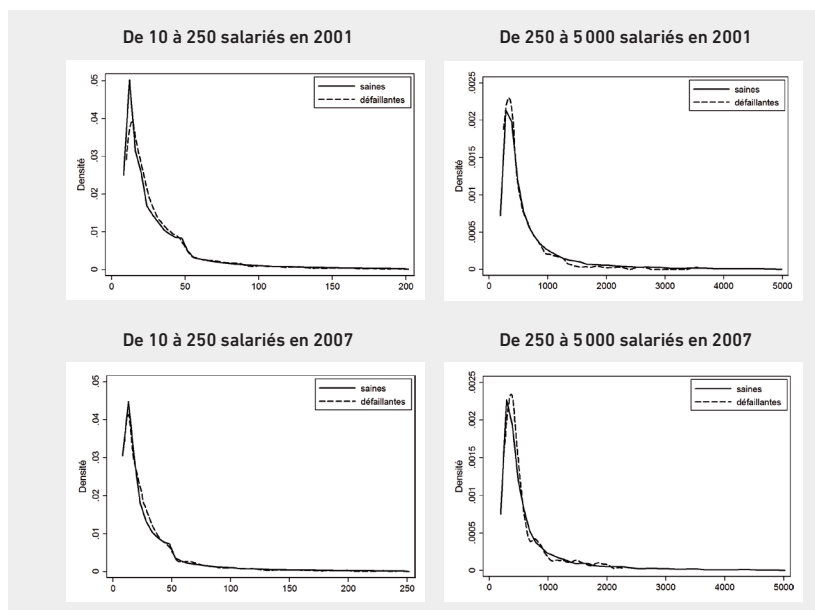 De 10 à 250 salariés en 2001
.05
.04
.03
.02
.01
0
Densité
saines
défaillantes
0 50 100 150 200
De 250 à 5 000 salariés en 2001
.0025
.002
.0015
.001
.0005
0
Densité
saines
défaillantes
0 1000 2000 3000 4000 5000
De 10 à 250 salariés en 2007
.05
.04
.03
.02
.01
0
Densité
saines
défaillantes
0 50 100 150 200 250
De 250 à 5 000 salariés en 2007
.0025
.002
.0015
.001
.0005
0
Densité
saines
défaillantes
0 1000 2000 3000 4000 5000